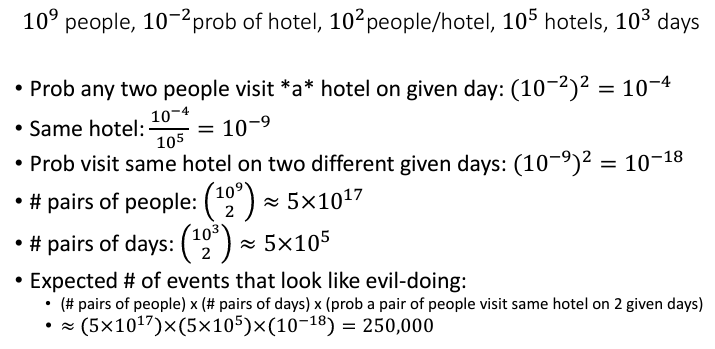 10⁹ people, 10⁻² prob of hotel, 10² people/hotel, 10⁵ hotels, 10³ days
• Prob any two people visit *a* hotel on given day: (10⁻²)² = 10⁻⁴
• Same hotel: 10⁻⁴/10⁵ = 10⁻⁹
• Prob visit same hotel on two different given days: (10⁻⁹)² = 10⁻¹⁸
• # pairs of people: (10⁹ 2) ≈ 5×10¹⁷
• # pairs of days: (10³ 2) ≈ 5×10⁵
• Expected # of events that look like evil-doing:
• (# pairs of people) x (# pairs of days) x (prob a pair of people visit same hotel on 2 given days)
• ≈ (5×10¹⁷)×(5×10⁵)×(10⁻¹⁸) = 250,000